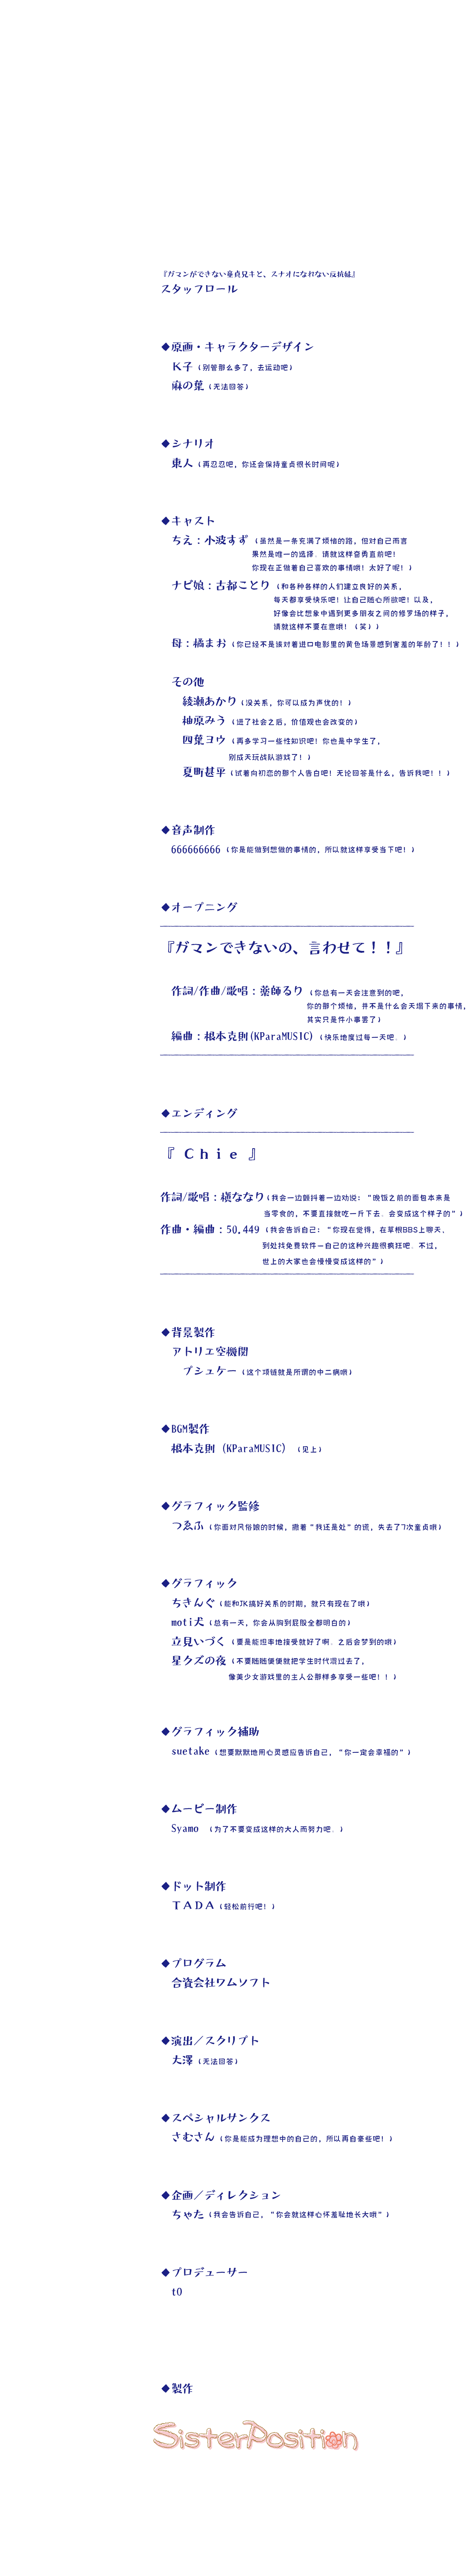 『ガマンができない童貞兄キと、スナオになれない反抗妹』
スタッフロール
◆原画・キャラクターデザイン
K子（别管那么多了，去运动吧）
麻の葉（无法回答）
◆シナリオ
東人（再忍忍吧，你还会保持童贞很长时间呢）
◆キャスト
ちえ：小波すず（虽然是一条充满了烦恼的路，但对自己而言
果然是唯一的选择．请就这样奋勇直前吧！
你现在正做着自己喜欢的事情哦！太好了呢！）
ナビ娘：古都ことり（和各种各样的人们建立良好的关系，
每天都享受快乐吧！让自己随心所欲吧！以及，
好像会比想象中遇到更多朋友之间的修罗场的样子，
请就这样不要在意哦！（笑））
母：橘まお（你已经不是该对着进口电影里的黄色场景感到害羞的年龄了！！）
その他
綾瀬あかり（没关系，你可以成为声优的！）
柚原みう（进了社会之后，价值观也会改变的）
四葉ヨウ（再多学习一些性知识吧！你也是中学生了，
别成天玩战队游戏了！）
夏町甚平（试着向初恋的那个人告白吧！无论回答是什么，告诉我吧！！）
◆音声制作
666666666（你是能做到想做的事情的，所以就这样享受当下吧！）
◆オープニング
『ガマンできないの、言わせて！！』
作詞/作曲/歌唱：薬師るり（你总有一天会注意到的吧，
你的那个烦恼，并不是什么会天塌下来的事情，
其实只是件小事罢了）
編曲：根本克則(KParaMUSIC)（快乐地度过每一天吧．）
◆エンディング
『Ｃｈｉｅ』
作詞/歌唱：槇ななり（我会一边颤抖着一边劝说：“晚饭之前的面包本来是
当零食的，不要直接就吃一斤下去．会变成这个样子的”）
作曲・編曲：50,449（我会告诉自己：“你现在觉得，在草根BBS上聊天、
到处找免费软件－自己的这种兴趣很疯狂吧．不过，
世上的大家也会慢慢变成这样的”）
◆背景製作
アトリエ空機関
プシュケー（这个项链就是所谓的中二病哦）
◆BGM製作
根本克則（KParaMUSIC）（见上）
◆グラフィック監修
つゑふ（你面对风俗娘的时候，撒着“我还是处”的谎，失去了7次童贞哦）
◆グラフィック
ちきんぐ（能和JK搞好关系的时期，就只有现在了哦）
moti犬（总有一天，你会从胸到屁股全都明白的）
立見いづく（要是能坦率地接受就好了啊．之后会梦到的哦）
星クズの夜（不要随随便便就把学生时代混过去了，
像美少女游戏里的主人公那样多享受一些吧！！）
◆グラフィック補助
suetake（想要默默地用心灵感应告诉自己，“你一定会幸福的”）
◆ムービー制作
Syamo（为了不要变成这样的大人而努力吧．）
◆ドット制作
ＴＡＤＡ（轻松前行吧！）
◆プログラム
合資会社ワムソフト
◆演出／スクリプト
大澤（无法回答）
◆スペシャルサンクス
さむさん（你是能成为理想中的自己的，所以再自豪些吧！）
◆企画／ディレクション
ちゃた（我会告诉自己，“你会就这样心怀羞耻地长大哦”）
◆プロデューサー
tO
◆製作
SisterPosition